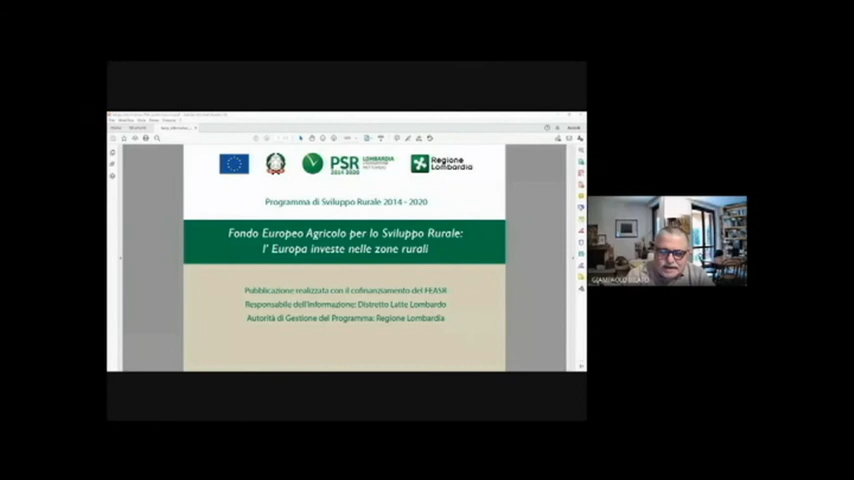 PSR
2014 2020
LOMBARDIA
Regione
Lombardia
Programma di Sviluppo Rurale 2014 - 2020
Fondo Europeo Agricolo per lo Sviluppo Rurale:
l' Europa investe nelle zone rurali
Pubblicazione realizzata con il cofinanziamento del FEASR
Responsabile dell'Informazione: Distretto Latte Lombardo
Autorità di Gestione del Programma: Regione Lombardia